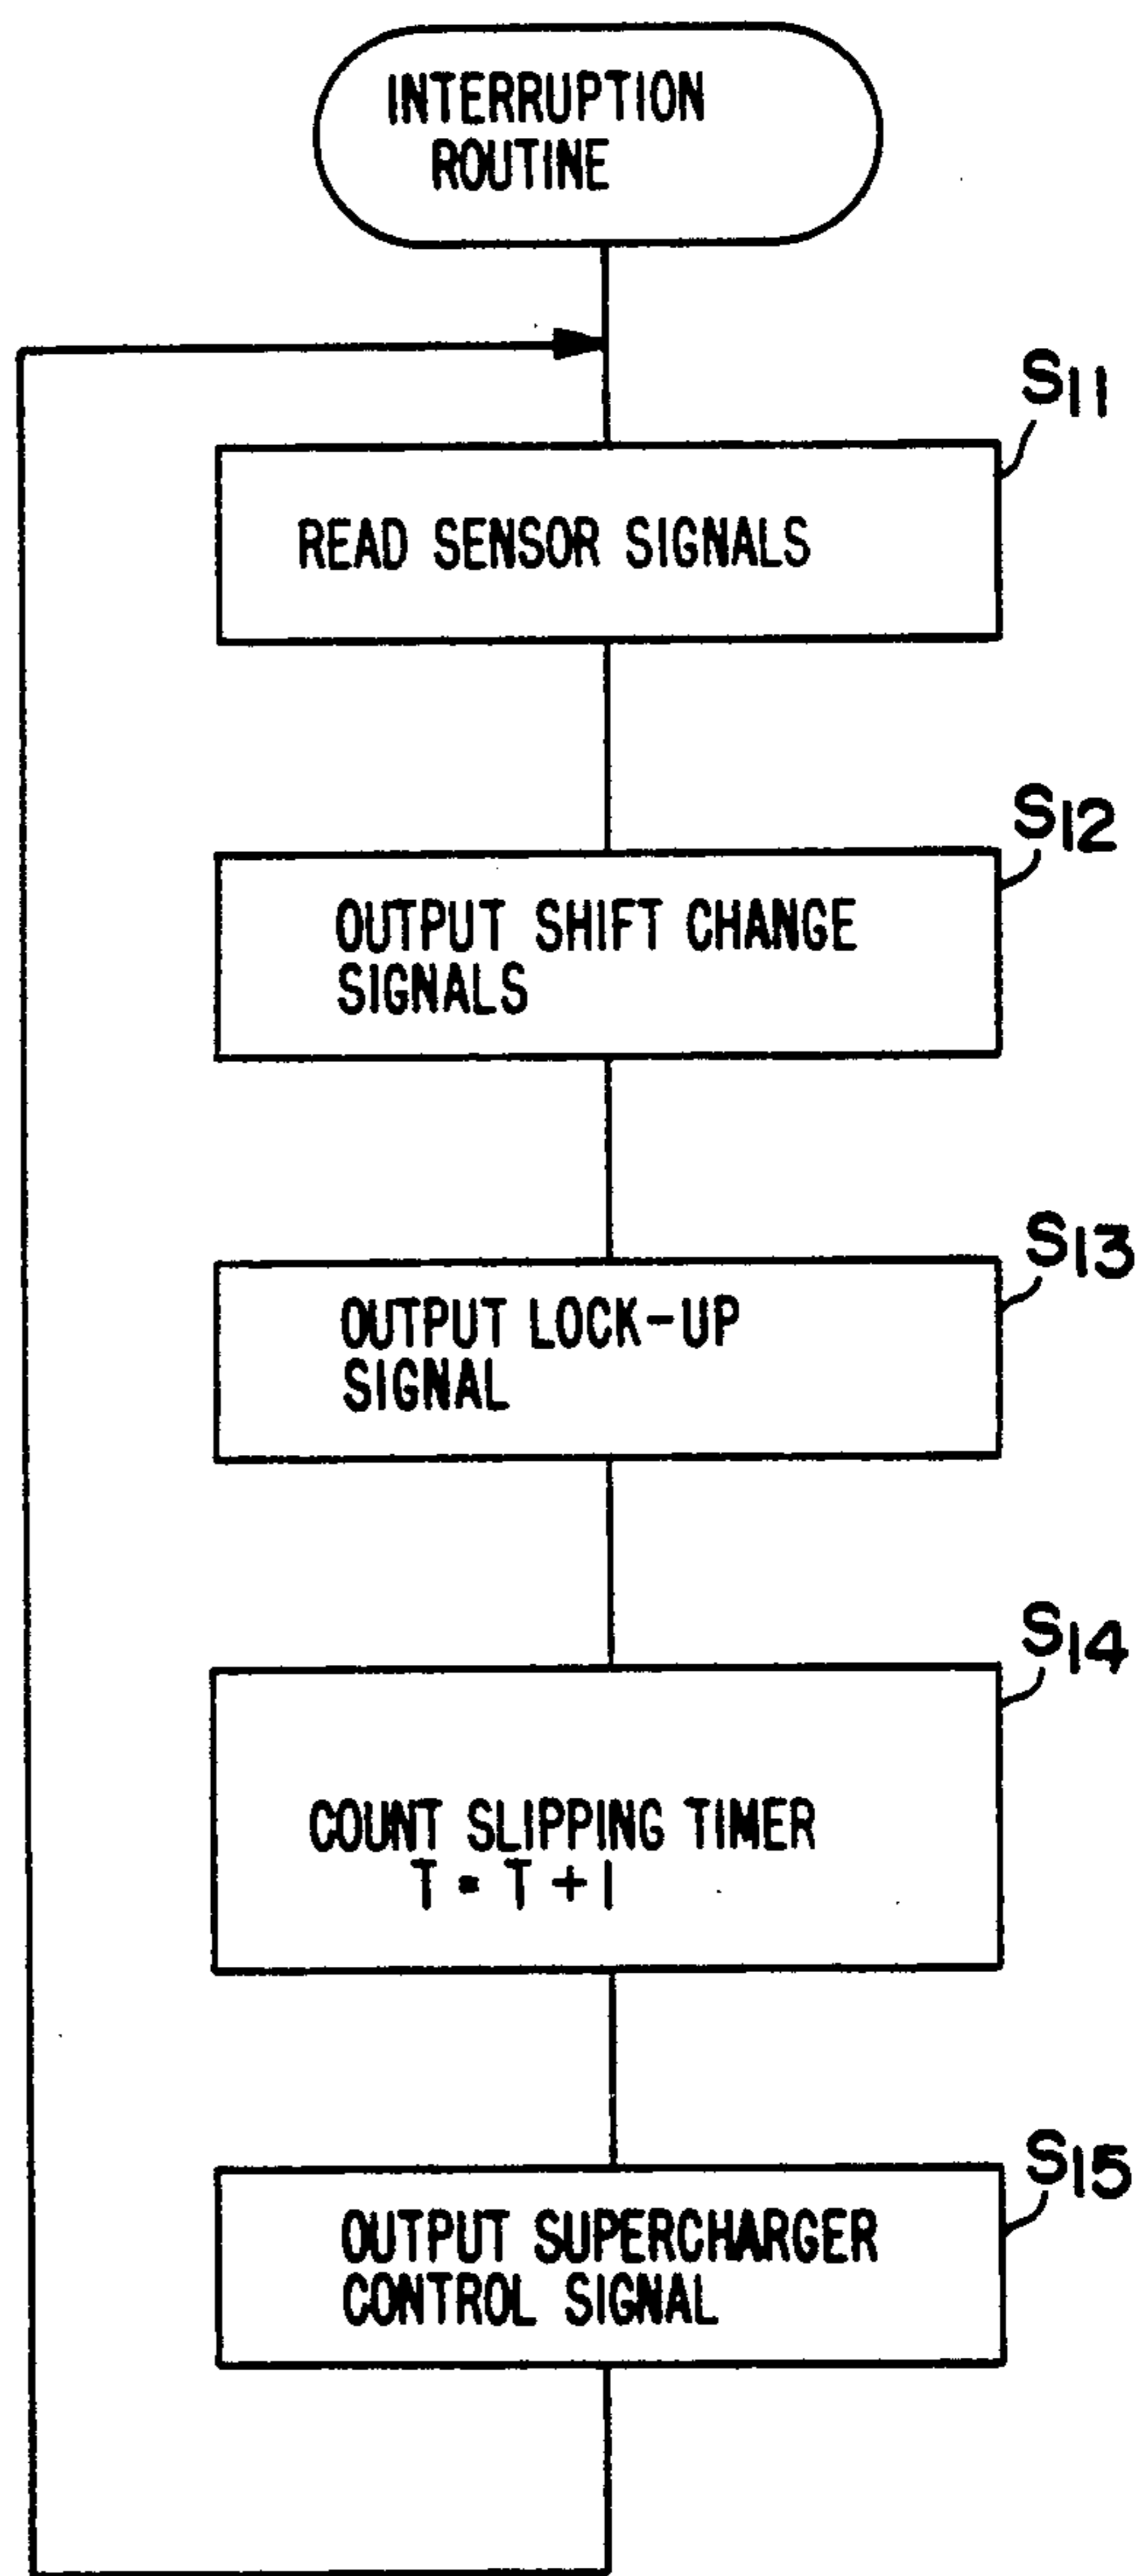 INTERRUPTION
ROUTINE
S11
READ SENSOR SIGNALS
S12
OUTPUT SHIFT CHANGE
SIGNALS
S13
OUTPUT LOCK-UP
SIGNAL
S14
COUNT SLIPPING TIMER
T = T + 1
S15
OUTPUT SUPERCHARGER
CONTROL SIGNAL